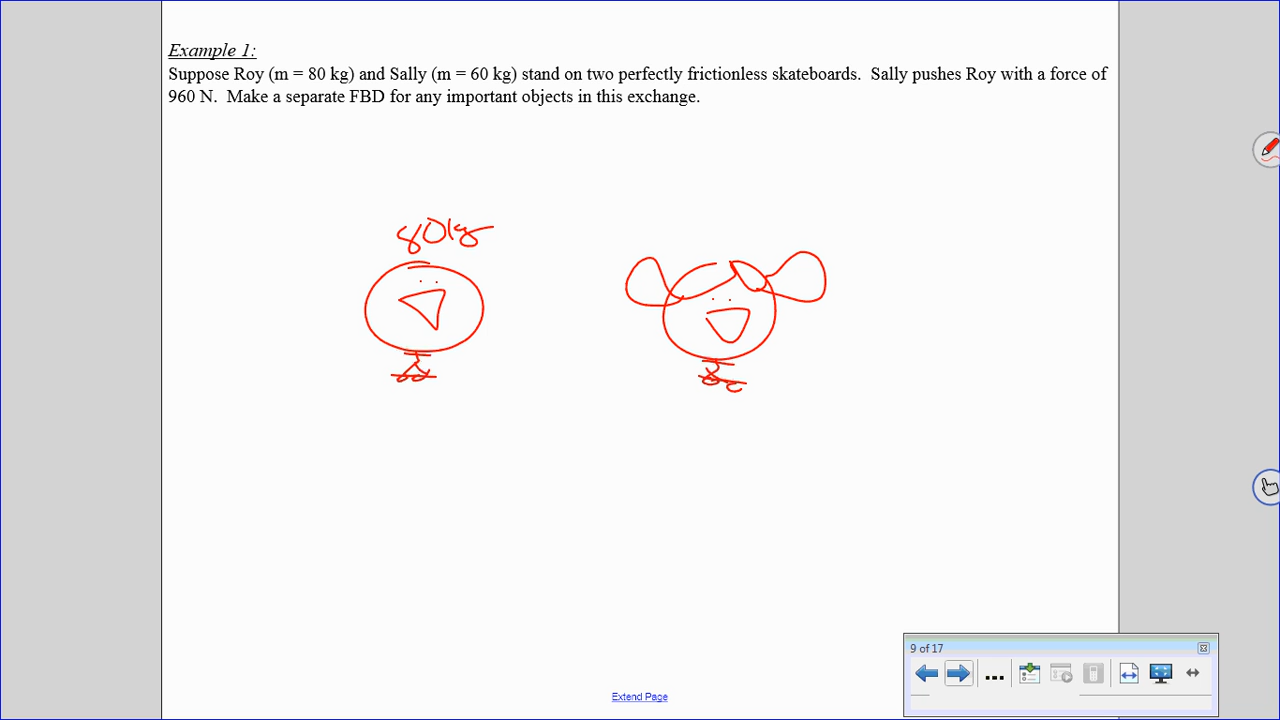 Example 1:
Suppose Roy (m = 80 kg) and Sally (m = 60 kg) stand on two perfectly frictionless skateboards.  Sally pushes Roy with a force of
960 N.  Make a separate FBD for any important objects in this exchange.
80kg
9 of 17
...
Extend Page